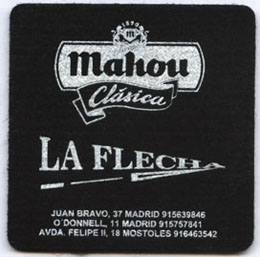 1890
M
mahou
Clásica
LA FLECHA
JUAN BRAVO, 37 MADRID 915639846
O´DONNELL, 11 MADRID 915757841
AVDA. FELIPE II, 18 MOSTOLES 916463542